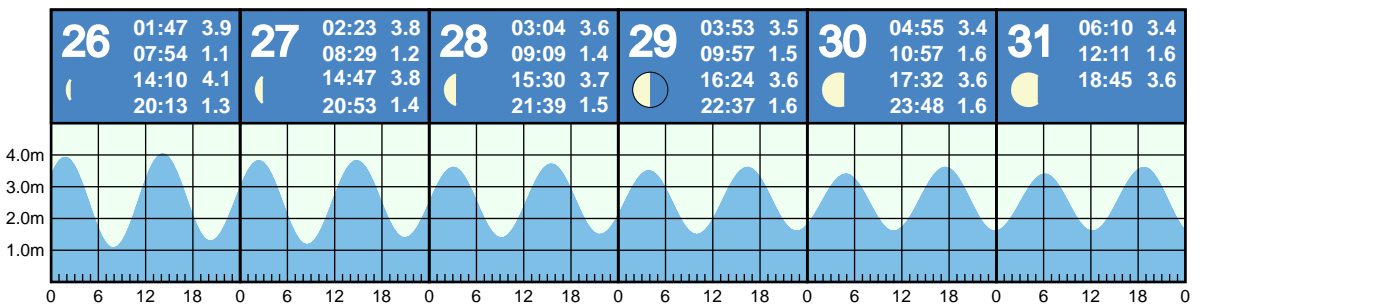 26 01:47 3.9 27 02:23 3.8 28 03:04 3.6 29 03:53 3.5 30 04:55 3.4 31 06:10 3.4
07:54 1.1 08:29 1.2 09:09 1.4 09:57 1.5 10:57 1.6 12:11 1.6
14:10 4.1 14:47 3.8 15:30 3.7 16:24 3.6 17:32 3.6 18:45 3.6
20:13 1.3 20:53 1.4 21:39 1.5 22:37 1.6 23:48 1.6
4.0m
3.0m
2.0m
1.0m
0 6 12 18 0 6 12 18 0 6 12 18 0 6 12 18 0 6 12 18 0 6 12 18 0